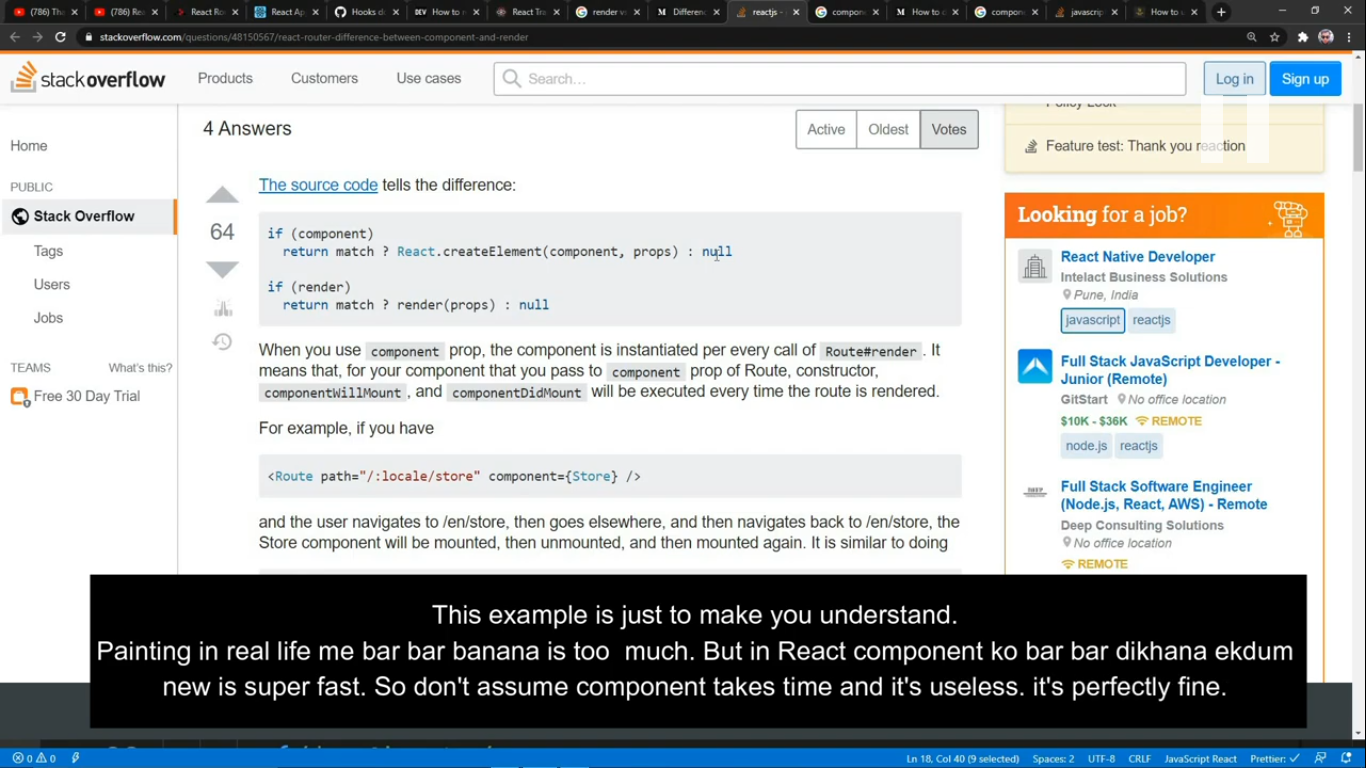 (786) Th
(786) Re
React Ro
React Ap
Hooks d
DEV How to r
React Tra
render v
Differen
reactjs -
compon
How to c
compon
javascrip
How to u
stackoverflow.com/questions/48150567/react-router-difference-between-component-and-render
stackoverflow
Products
Customers
Use cases
Search...
Log in
Sign up
Home
PUBLIC
Stack Overflow
Tags
Users
Jobs
TEAMS
What's this?
Free 30 Day Trial
4 Answers
Active
Oldest
Votes
64
The source code tells the difference:
if (component)
return match ? React.createElement(component, props) : null
if (render)
return match ? render(props) : null
When you use component prop, the component is instantiated per every call of Route#render. It
means that, for your component that you pass to component prop of Route, constructor,
componentWillMount, and componentDidMount will be executed every time the route is rendered.
For example, if you have
<Route path="/:locale/store" component={Store} />
and the user navigates to /en/store, then goes elsewhere, and then navigates back to /en/store, the
Store component will be mounted, then unmounted, and then mounted again. It is similar to doing
Feature test: Thank you reaction
Looking for a job?
React Native Developer
Intelact Business Solutions
Pune, India
javascript
reactjs
Full Stack JavaScript Developer -
Junior (Remote)
GitStart No office location
$10K - $36K REMOTE
node.js
reactjs
Full Stack Software Engineer
(Node.js, React, AWS) - Remote
Deep Consulting Solutions
No office location
REMOTE
This example is just to make you understand.
Painting in real life me bar bar banana is too much. But in React component ko bar bar dikhana ekdum
new is super fast. So don't assume component takes time and it's useless. it's perfectly fine.
0 0
Ln 18, Col 40 (9 selected)
Spaces: 2
UTF-8
CRLF
JavaScript React
Prettier: ✓